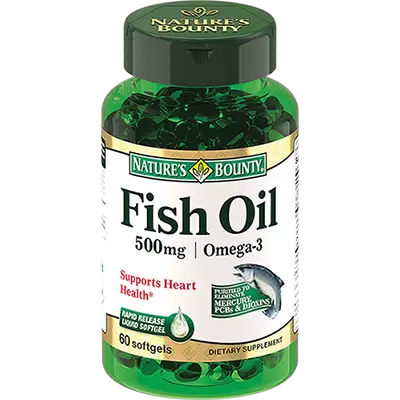 NATURE'S
BOUNTY
NATURE'S BOUNTY®
Fish Oil
500mg | Omega-3
Supports Heart
Health*
RAPID RELEASE
LIQUID SOFTGEL
60 softgels
PURIFIED TO
ELIMINATE
MERCURY,
PCBs & DIOXINS
DIETARY SUPPLEMENT